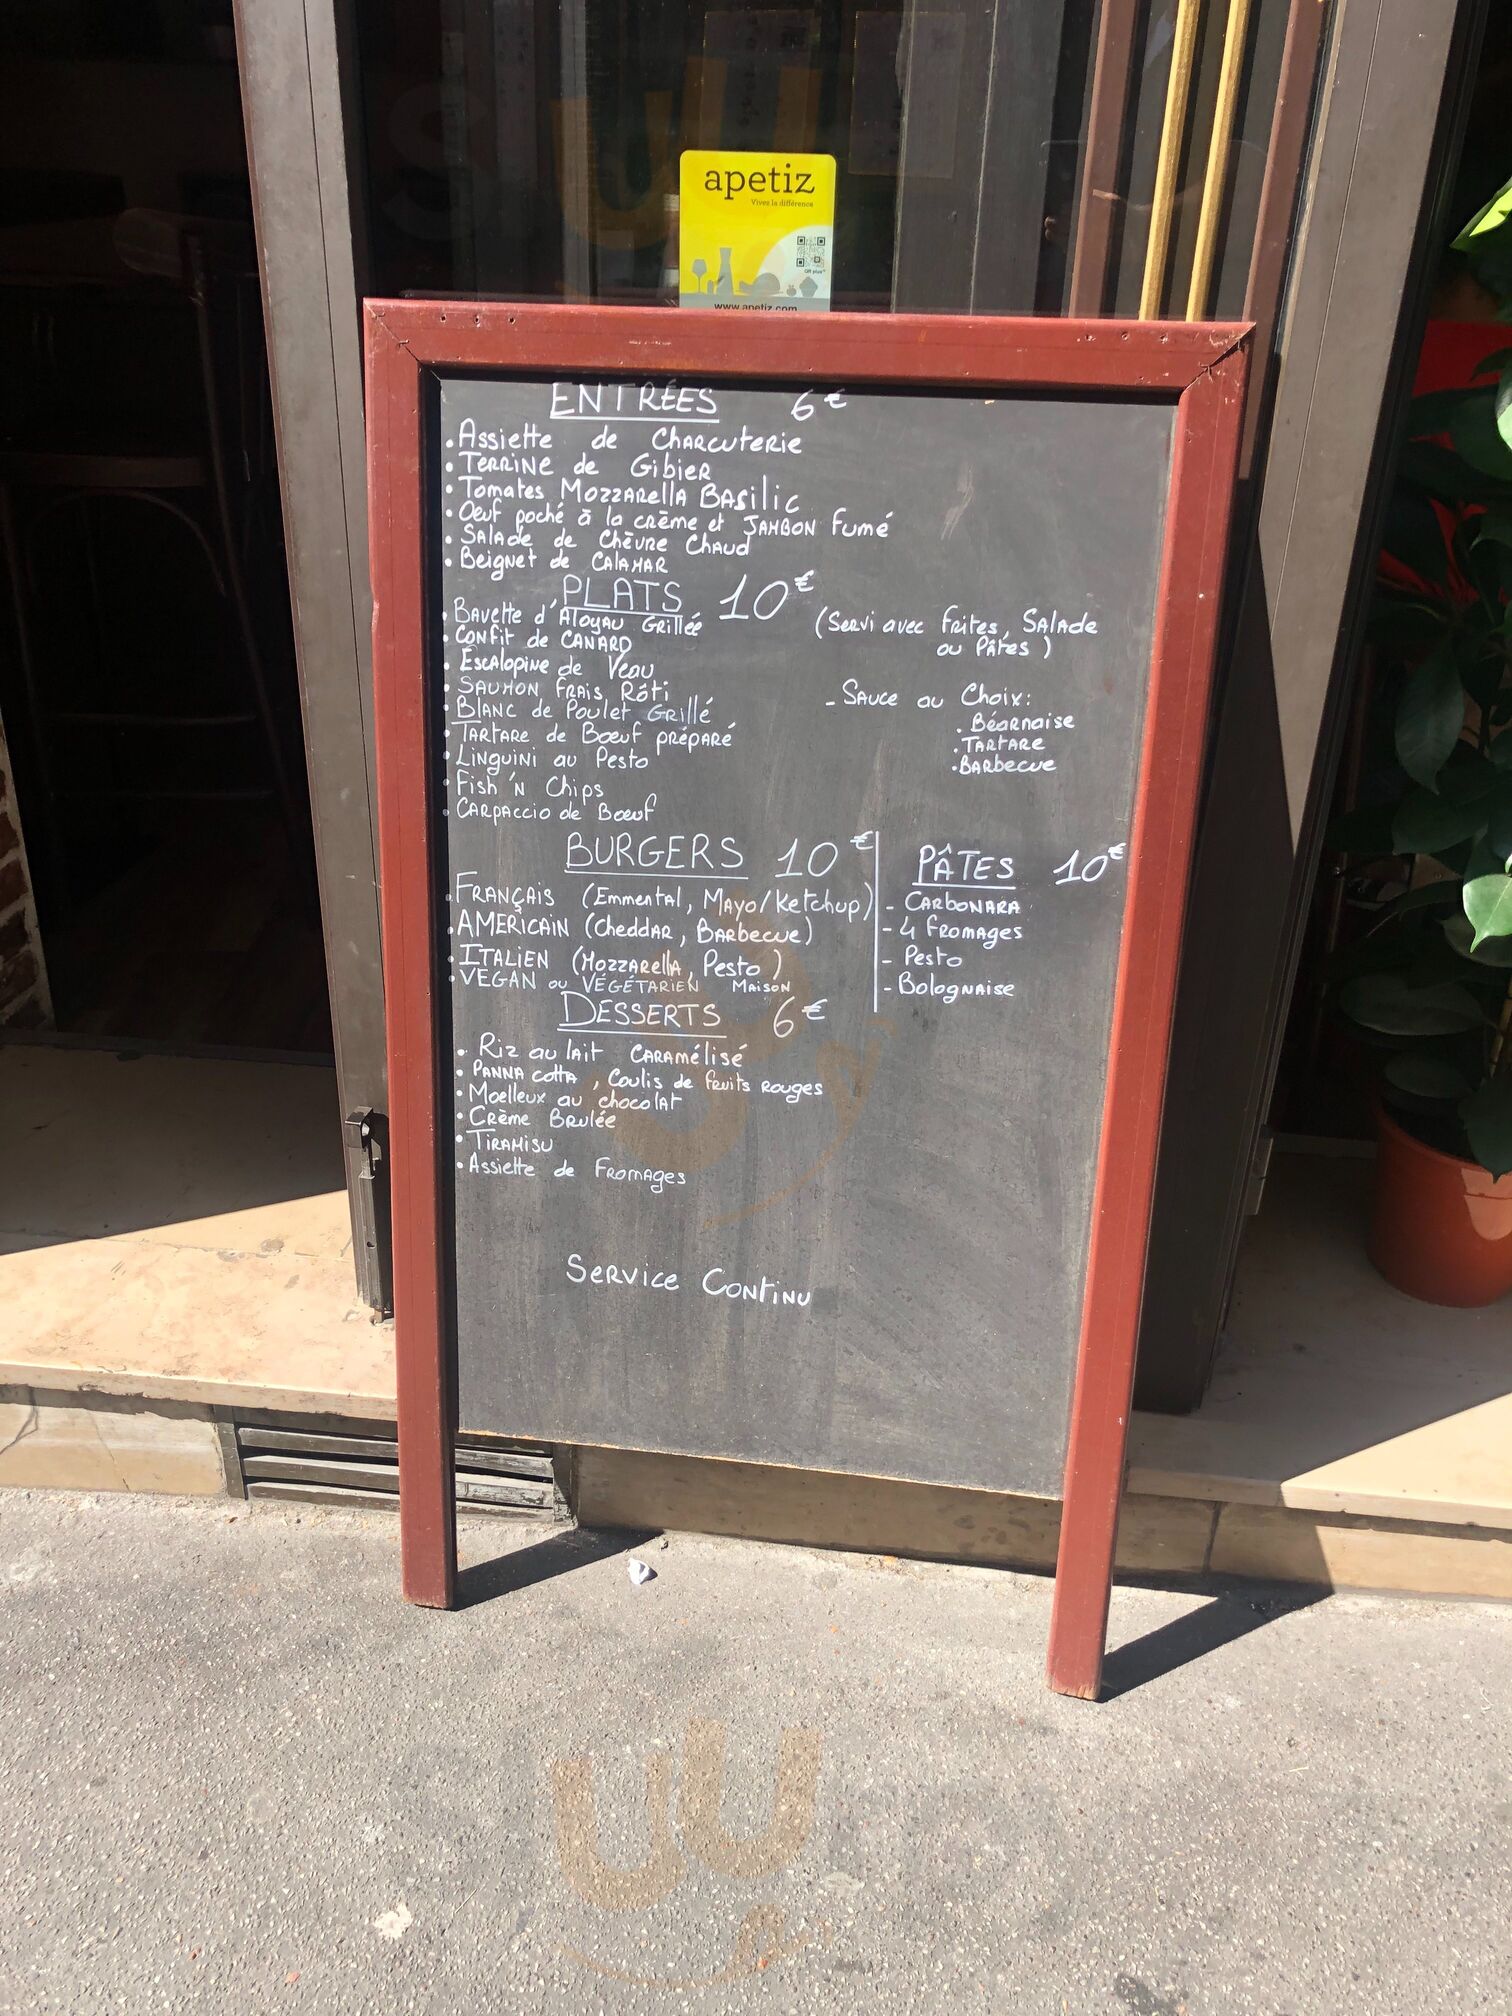 apetiz
Vivez la différence
QR plus
www.apetiz.com
ENTRÉES 6€
• Assiette de Charcuterie
• Terrine de Gibier
• Tomates Mozzarella Basilic
• Oeuf poché à la crème et Jambon Fumé
• Salade de Chèvre Chaud
• Beignet de Calamar
PLATS 10€
• Bavette d'Aloyau Grillée
• Confit de Canard
• Escalopine de Veau
• Saumon Frais Rôti
• Blanc de Poulet Grillé
• Tartare de Bœuf préparé
• Linguini au Pesto
• Fish 'N Chips
• Carpaccio de Bœuf
(Servi avec Frites, Salade
ou Pâtes)
- Sauce au Choix:
• Béarnaise
• Tartare
• Barbecue
BURGERS 10€
• FRANÇAIS (Emmental, Mayo/Ketchup)
• AMÉRICAIN (Cheddar, Barbecue)
• ITALIEN (Mozzarella, Pesto)
• VEGAN ou VÉGÉTARIEN MAISON
PÂTES 10€
- Carbonara
- 4 Fromages
- Pesto
- Bolognaise
DESSERTS 6€
• Riz au lait Caramélisé
• Panna cotta, Coulis de fruits rouges
• Moelleux au chocolat
• Crème Brulée
• Tiramisu
• Assiette de Fromages
Service Continu